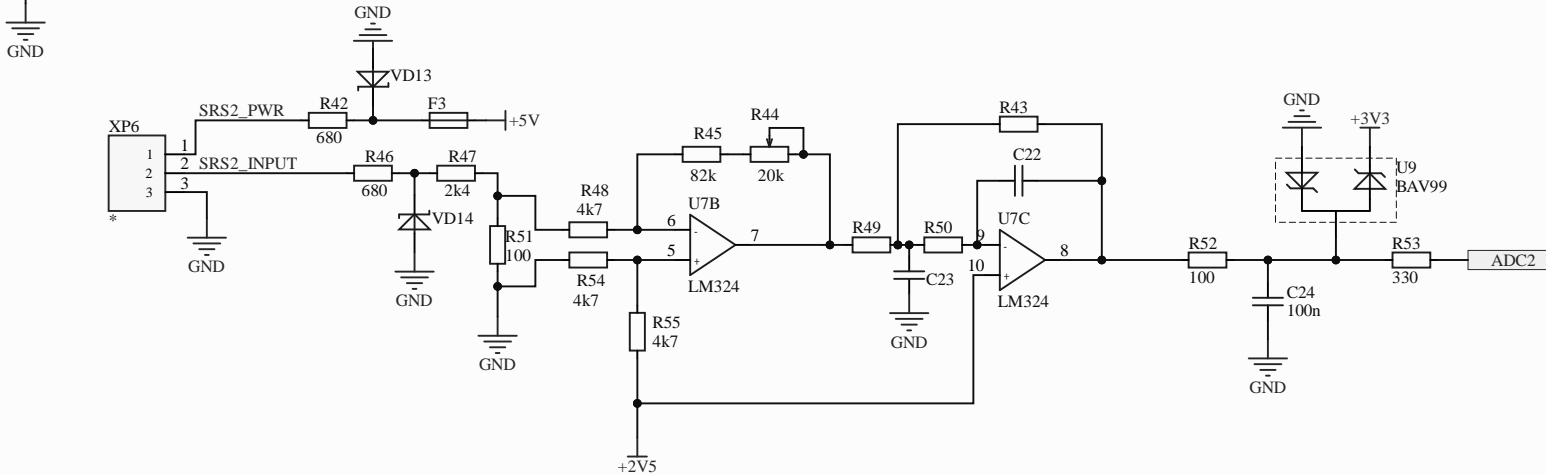 GND
GND
VD13
XP6
1
2
3
*
1
2
3
SRS2_PWR
R42
680
F3
+5V
SRS2_INPUT
R46
680
R47
2k4
VD14
GND
GND
R51
100
GND
R48
4k7
R54
4k7
R55
4k7
+2V5
R45
82k
R44
20k
U7B
6
-
5
+
7
LM324
R49
R50
C23
GND
R43
C22
U7C
9
-
10
+
8
LM324
R52
100
C24
100n
GND
GND
+3V3
U9
BAV99
R53
330
ADC2